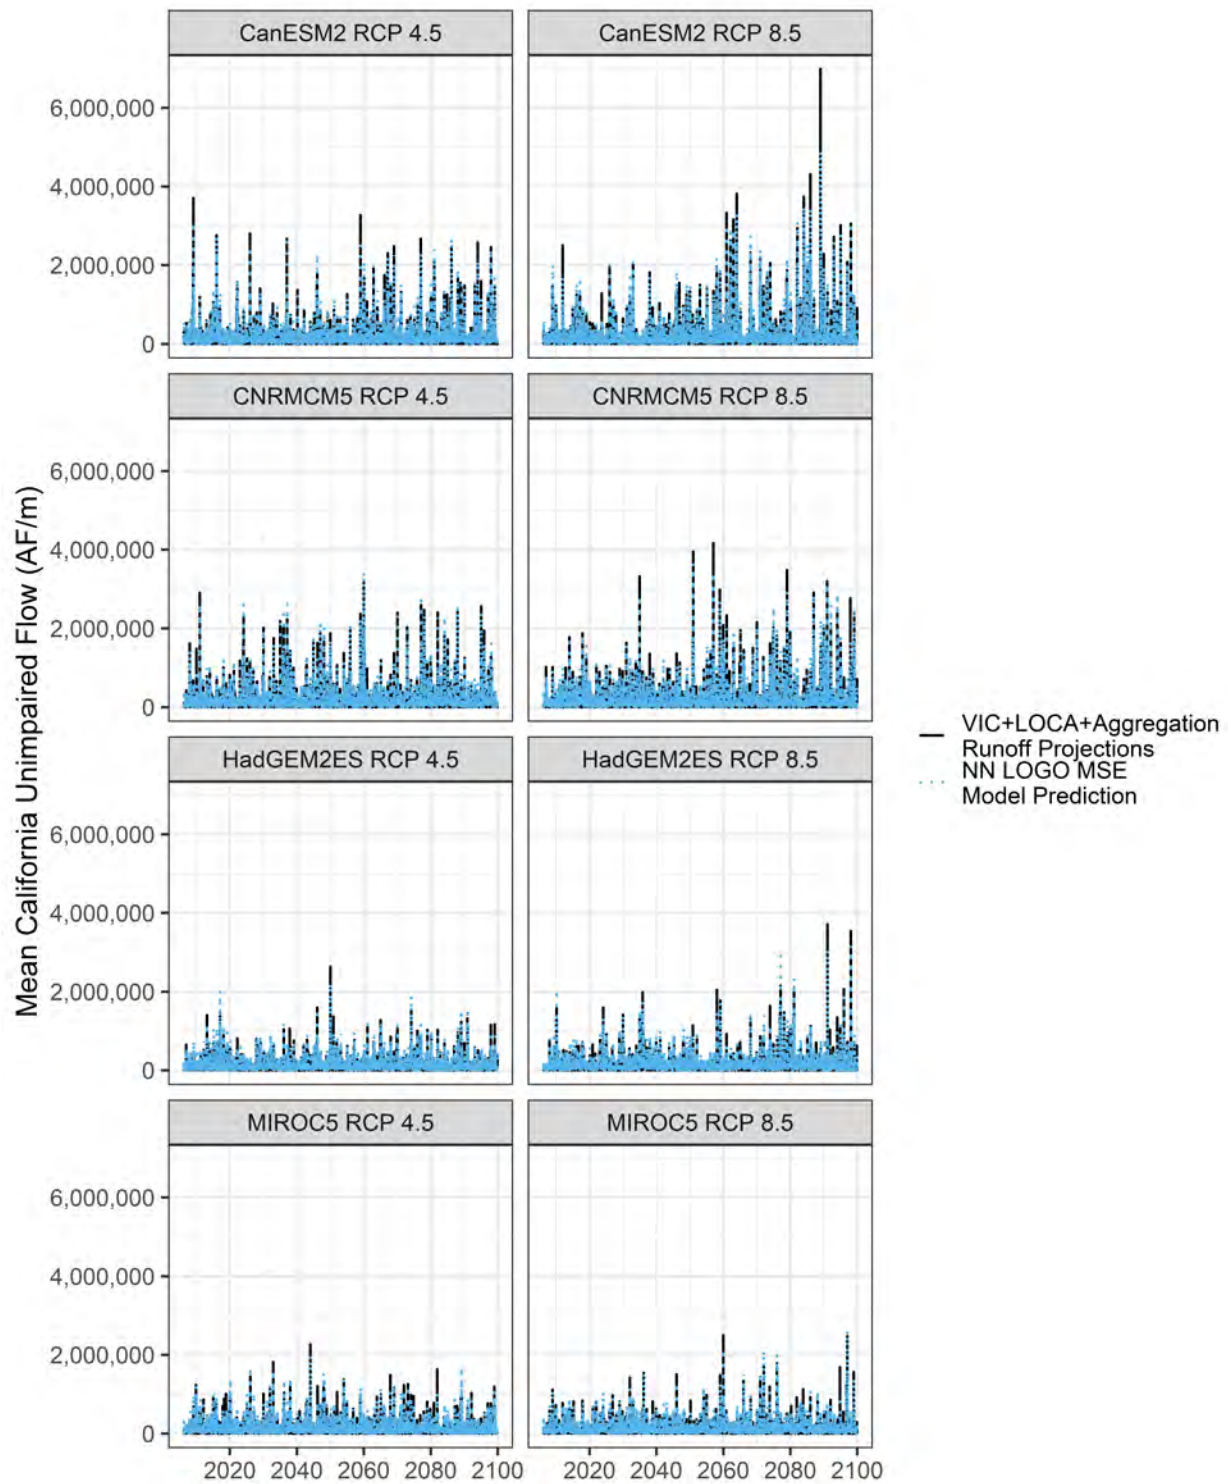 CanESM2 RCP 4.5
CanESM2 RCP 8.5
6,000,000
4,000,000
2,000,000
0
CNRMCM5 RCP 4.5
CNRMCM5 RCP 8.5
6,000,000
4,000,000
2,000,000
0
Mean California Unimpaired Flow (AF/m)
VIC+LOCA+Aggregation
Runoff Projections
NN LOGO MSE
Model Prediction
HadGEM2ES RCP 4.5
HadGEM2ES RCP 8.5
6,000,000
4,000,000
2,000,000
0
MIROC5 RCP 4.5
MIROC5 RCP 8.5
6,000,000
4,000,000
2,000,000
0
2020 2040 2060 2080 2100
2020 2040 2060 2080 2100